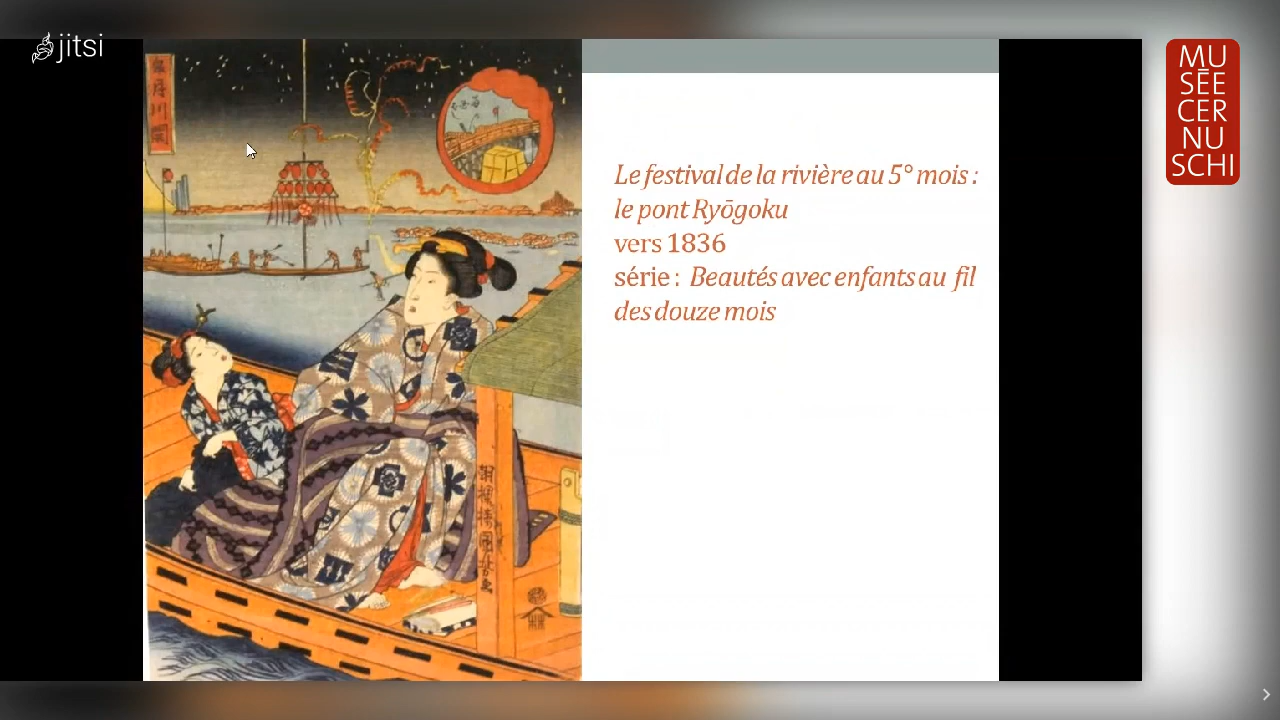 jitsi
MU
SÉE
CER
NU
SCHI
Le festival de la rivière au 5° mois :
le pont Ryōgoku
vers 1836
série : Beautés avec enfants au fil
des douze mois